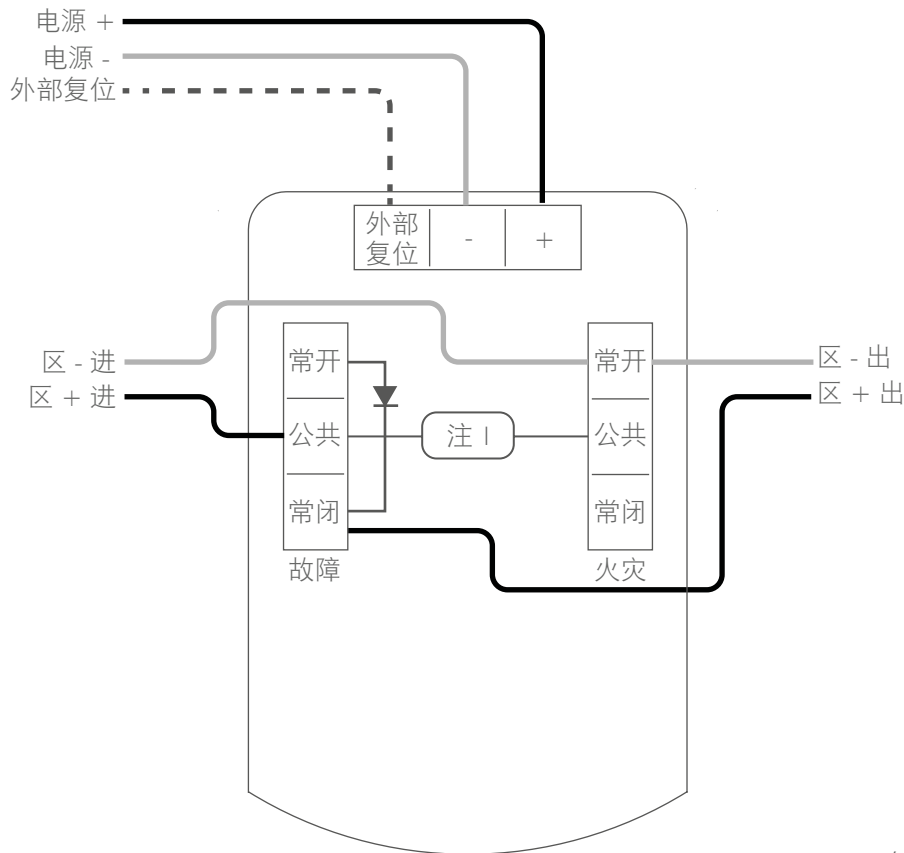 电源 +
电源 -
外部复位
外部
复位
-
+
区 - 进
区 + 进
常开
公共
常闭
故障
注 1
常开
公共
常闭
火灾
区 - 出
区 + 出